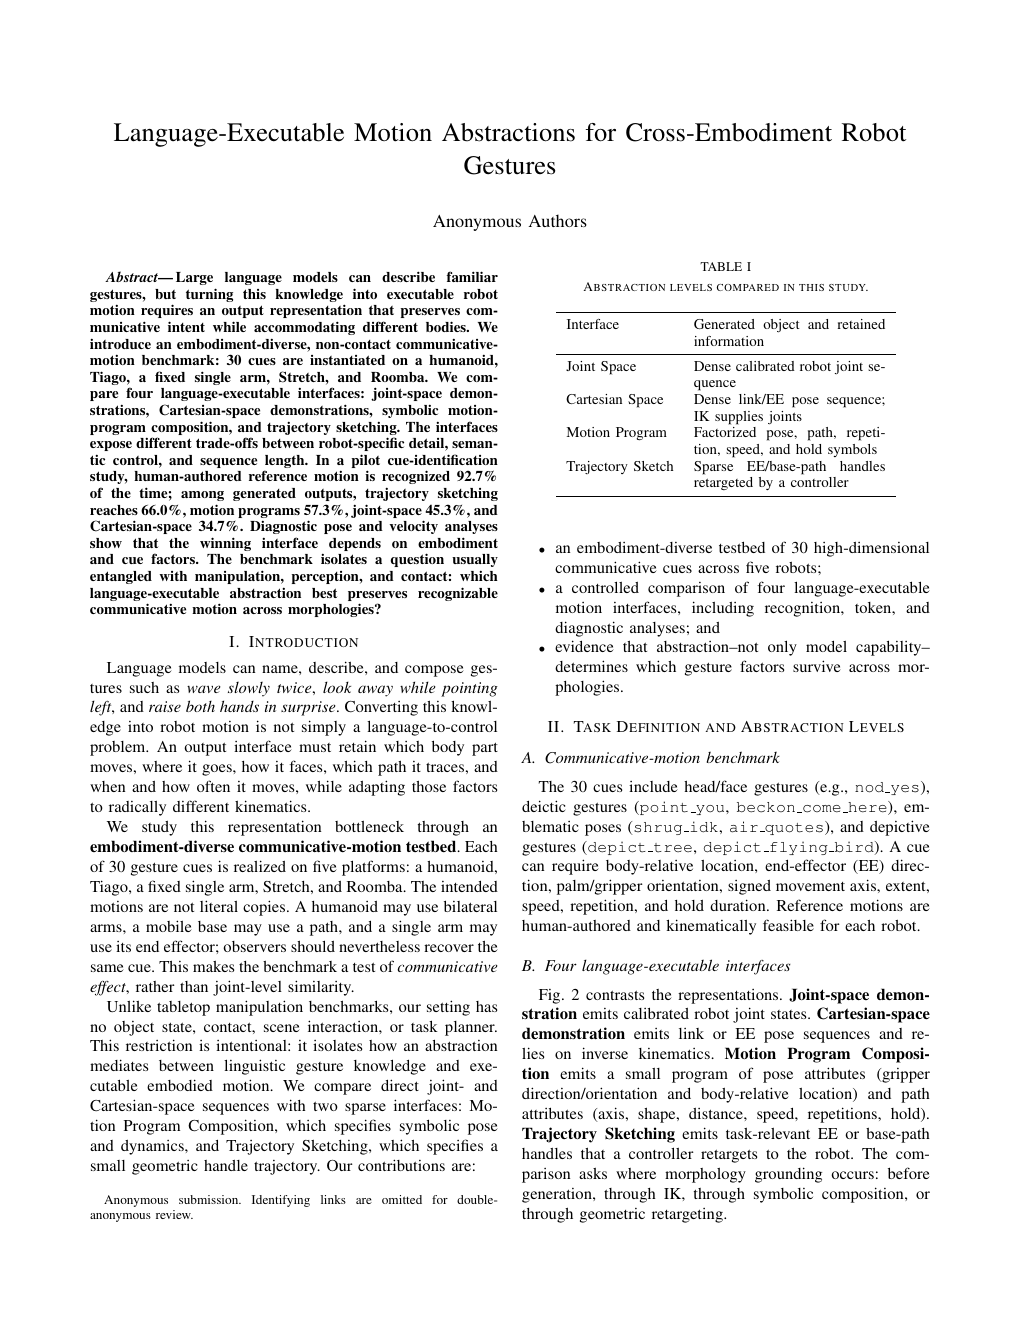 Language-Executable Motion Abstractions for Cross-Embodiment Robot
Gestures
Anonymous Authors
Abstract—Large language models can describe familiar
gestures, but turning this knowledge into executable robot
motion requires an output representation that preserves com-
municative intent while accommodating different bodies. We
introduce an embodiment-diverse, non-contact communicative-
motion benchmark: 30 cues are instantiated on a humanoid,
Tiago, a fixed single arm, Stretch, and Roomba. We com-
pare four language-executable interfaces: joint-space demon-
strations, Cartesian-space demonstrations, symbolic motion-
program composition, and trajectory sketching. The interfaces
expose different trade-offs between robot-specific detail, seman-
tic control, and sequence length. In a pilot cue-identification
study, human-authored reference motion is recognized 92.7%
of the time; among generated outputs, trajectory sketching
reaches 66.0%, motion programs 57.3%, joint-space 45.3%, and
Cartesian-space 34.7%. Diagnostic pose and velocity analyses
show that the winning interface depends on embodiment
and cue factors. The benchmark isolates a question usually
entangled with manipulation, perception, and contact: which
language-executable abstraction best preserves recognizable
communicative motion across morphologies?
I. INTRODUCTION
Language models can name, describe, and compose ges-
tures such as wave slowly twice, look away while pointing
left, and raise both hands in surprise. Converting this knowl-
edge into robot motion is not simply a language-to-control
problem. An output interface must retain which body part
moves, where it goes, how it faces, which path it traces, and
when and how often it moves, while adapting those factors
to radically different kinematics.
We study this representation bottleneck through an
embodiment-diverse communicative-motion testbed. Each
of 30 gesture cues is realized on five platforms: a humanoid,
Tiago, a fixed single arm, Stretch, and Roomba. The intended
motions are not literal copies. A humanoid may use bilateral
arms, a mobile base may use a path, and a single arm may
use its end effector; observers should nevertheless recover the
same cue. This makes the benchmark a test of communicative
effect, rather than joint-level similarity.
Unlike tabletop manipulation benchmarks, our setting has
no object state, contact, scene interaction, or task planner.
This restriction is intentional: it isolates how an abstraction
mediates between linguistic gesture knowledge and exe-
cutable embodied motion. We compare direct joint- and
Cartesian-space sequences with two sparse interfaces: Mo-
tion Program Composition, which specifies symbolic pose
and dynamics, and Trajectory Sketching, which specifies a
small geometric handle trajectory. Our contributions are:
Anonymous submission. Identifying links are omitted for double-
anonymous review.
TABLE I
ABSTRACTION LEVELS COMPARED IN THIS STUDY.
Interface Generated object and retained
information
Joint Space Dense calibrated robot joint se-
quence
Cartesian Space Dense link/EE pose sequence;
IK supplies joints
Motion Program Factorized pose, path, repeti-
tion, speed, and hold symbols
Trajectory Sketch Sparse EE/base-path handles
retargeted by a controller
• an embodiment-diverse testbed of 30 high-dimensional
communicative cues across five robots;
• a controlled comparison of four language-executable
motion interfaces, including recognition, token, and
diagnostic analyses; and
• evidence that abstraction–not only model capability–
determines which gesture factors survive across mor-
phologies.
II. TASK DEFINITION AND ABSTRACTION LEVELS
A. Communicative-motion benchmark
The 30 cues include head/face gestures (e.g., nod_yes),
deictic gestures (point_you, beckon_come_here), em-
blematic poses (shrug_idk, air_quotes), and depictive
gestures (depict_tree, depict_flying_bird). A cue
can require body-relative location, end-effector (EE) direc-
tion, palm/gripper orientation, signed movement axis, extent,
speed, repetition, and hold duration. Reference motions are
human-authored and kinematically feasible for each robot.
B. Four language-executable interfaces
Fig. 2 contrasts the representations. Joint-space demon-
stration emits calibrated robot joint states. Cartesian-space
demonstration emits link or EE pose sequences and re-
lies on inverse kinematics. Motion Program Composi-
tion emits a small program of pose attributes (gripper
direction/orientation and body-relative location) and path
attributes (axis, shape, distance, speed, repetitions, hold).
Trajectory Sketching emits task-relevant EE or base-path
handles that a controller retargets to the robot. The com-
parison asks where morphology grounding occurs: before
generation, through IK, through symbolic composition, or
through geometric retargeting.